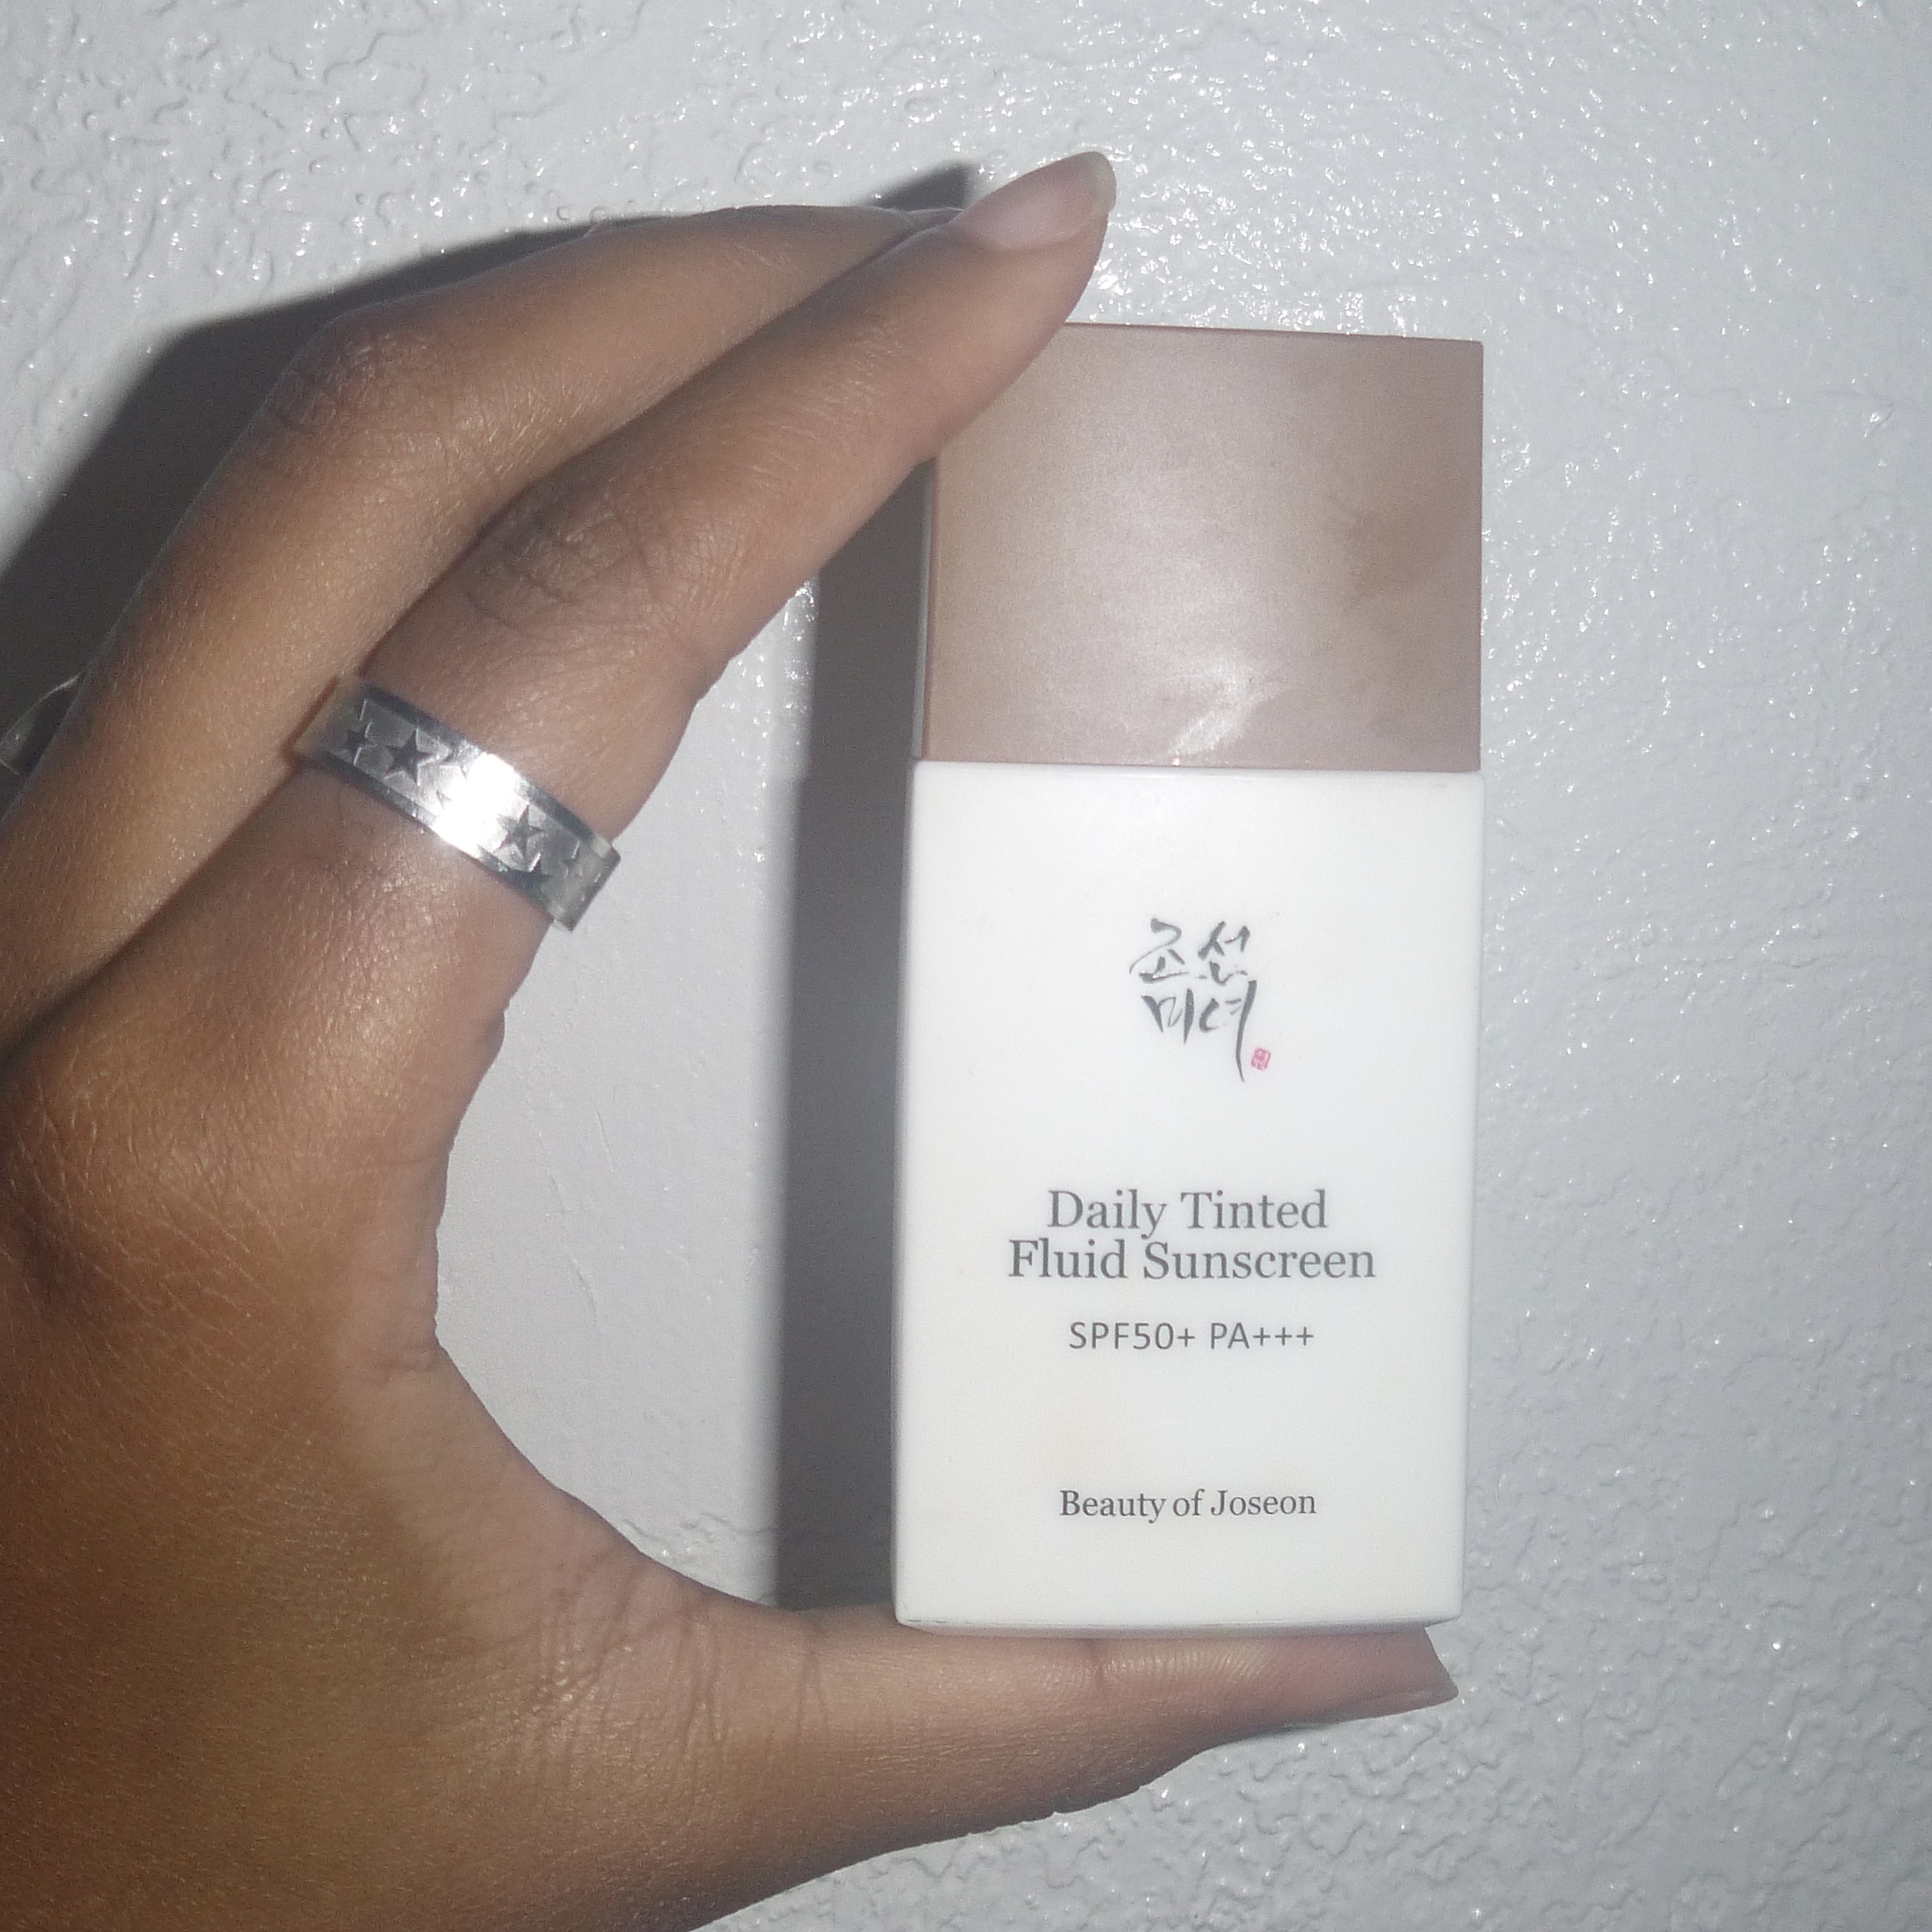 조선
미녀
Daily Tinted
Fluid Sunscreen
SPF50+ PA+++
Beauty of Joseon